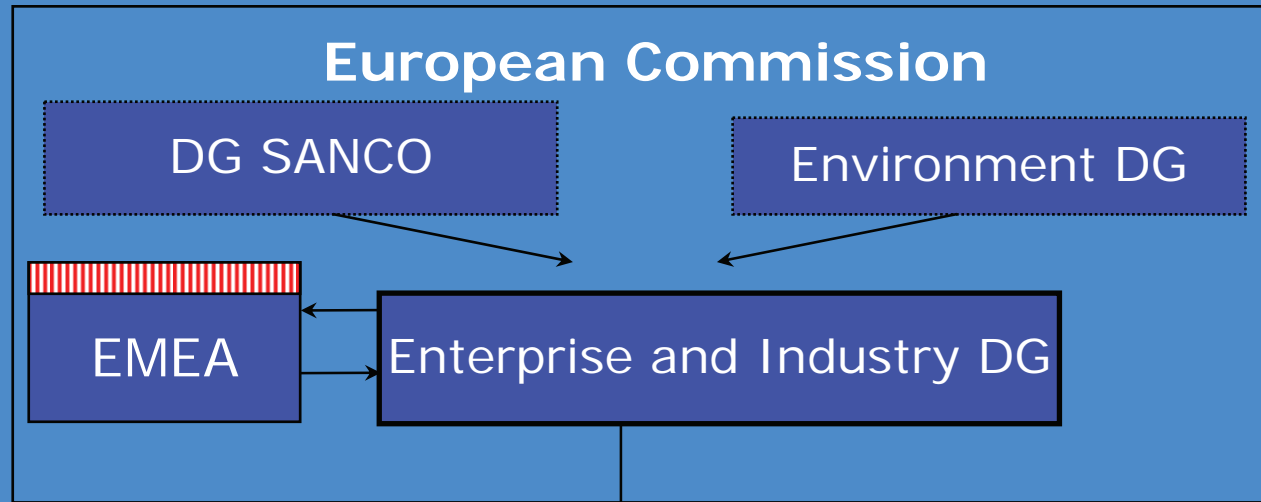 European Commission
DG SANCO
Environment DG
EMEA
Enterprise and Industry DG